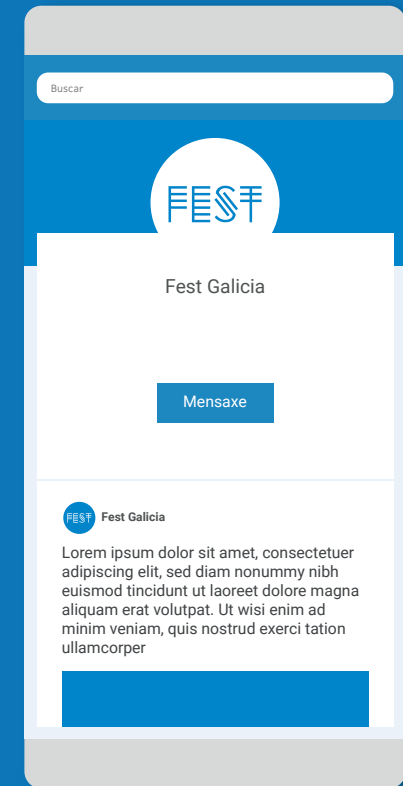 Buscar
FEST
Fest Galicia
Mensaxe
FEST
Fest Galicia
Lorem ipsum dolor sit amet, consectetuer
adipiscing elit, sed diam nonummy nibh
euismod tincidunt ut laoreet dolore magna
aliquam erat volutpat. Ut wisi enim ad
minim veniam, quis nostrud exerci tation
ullamcorper